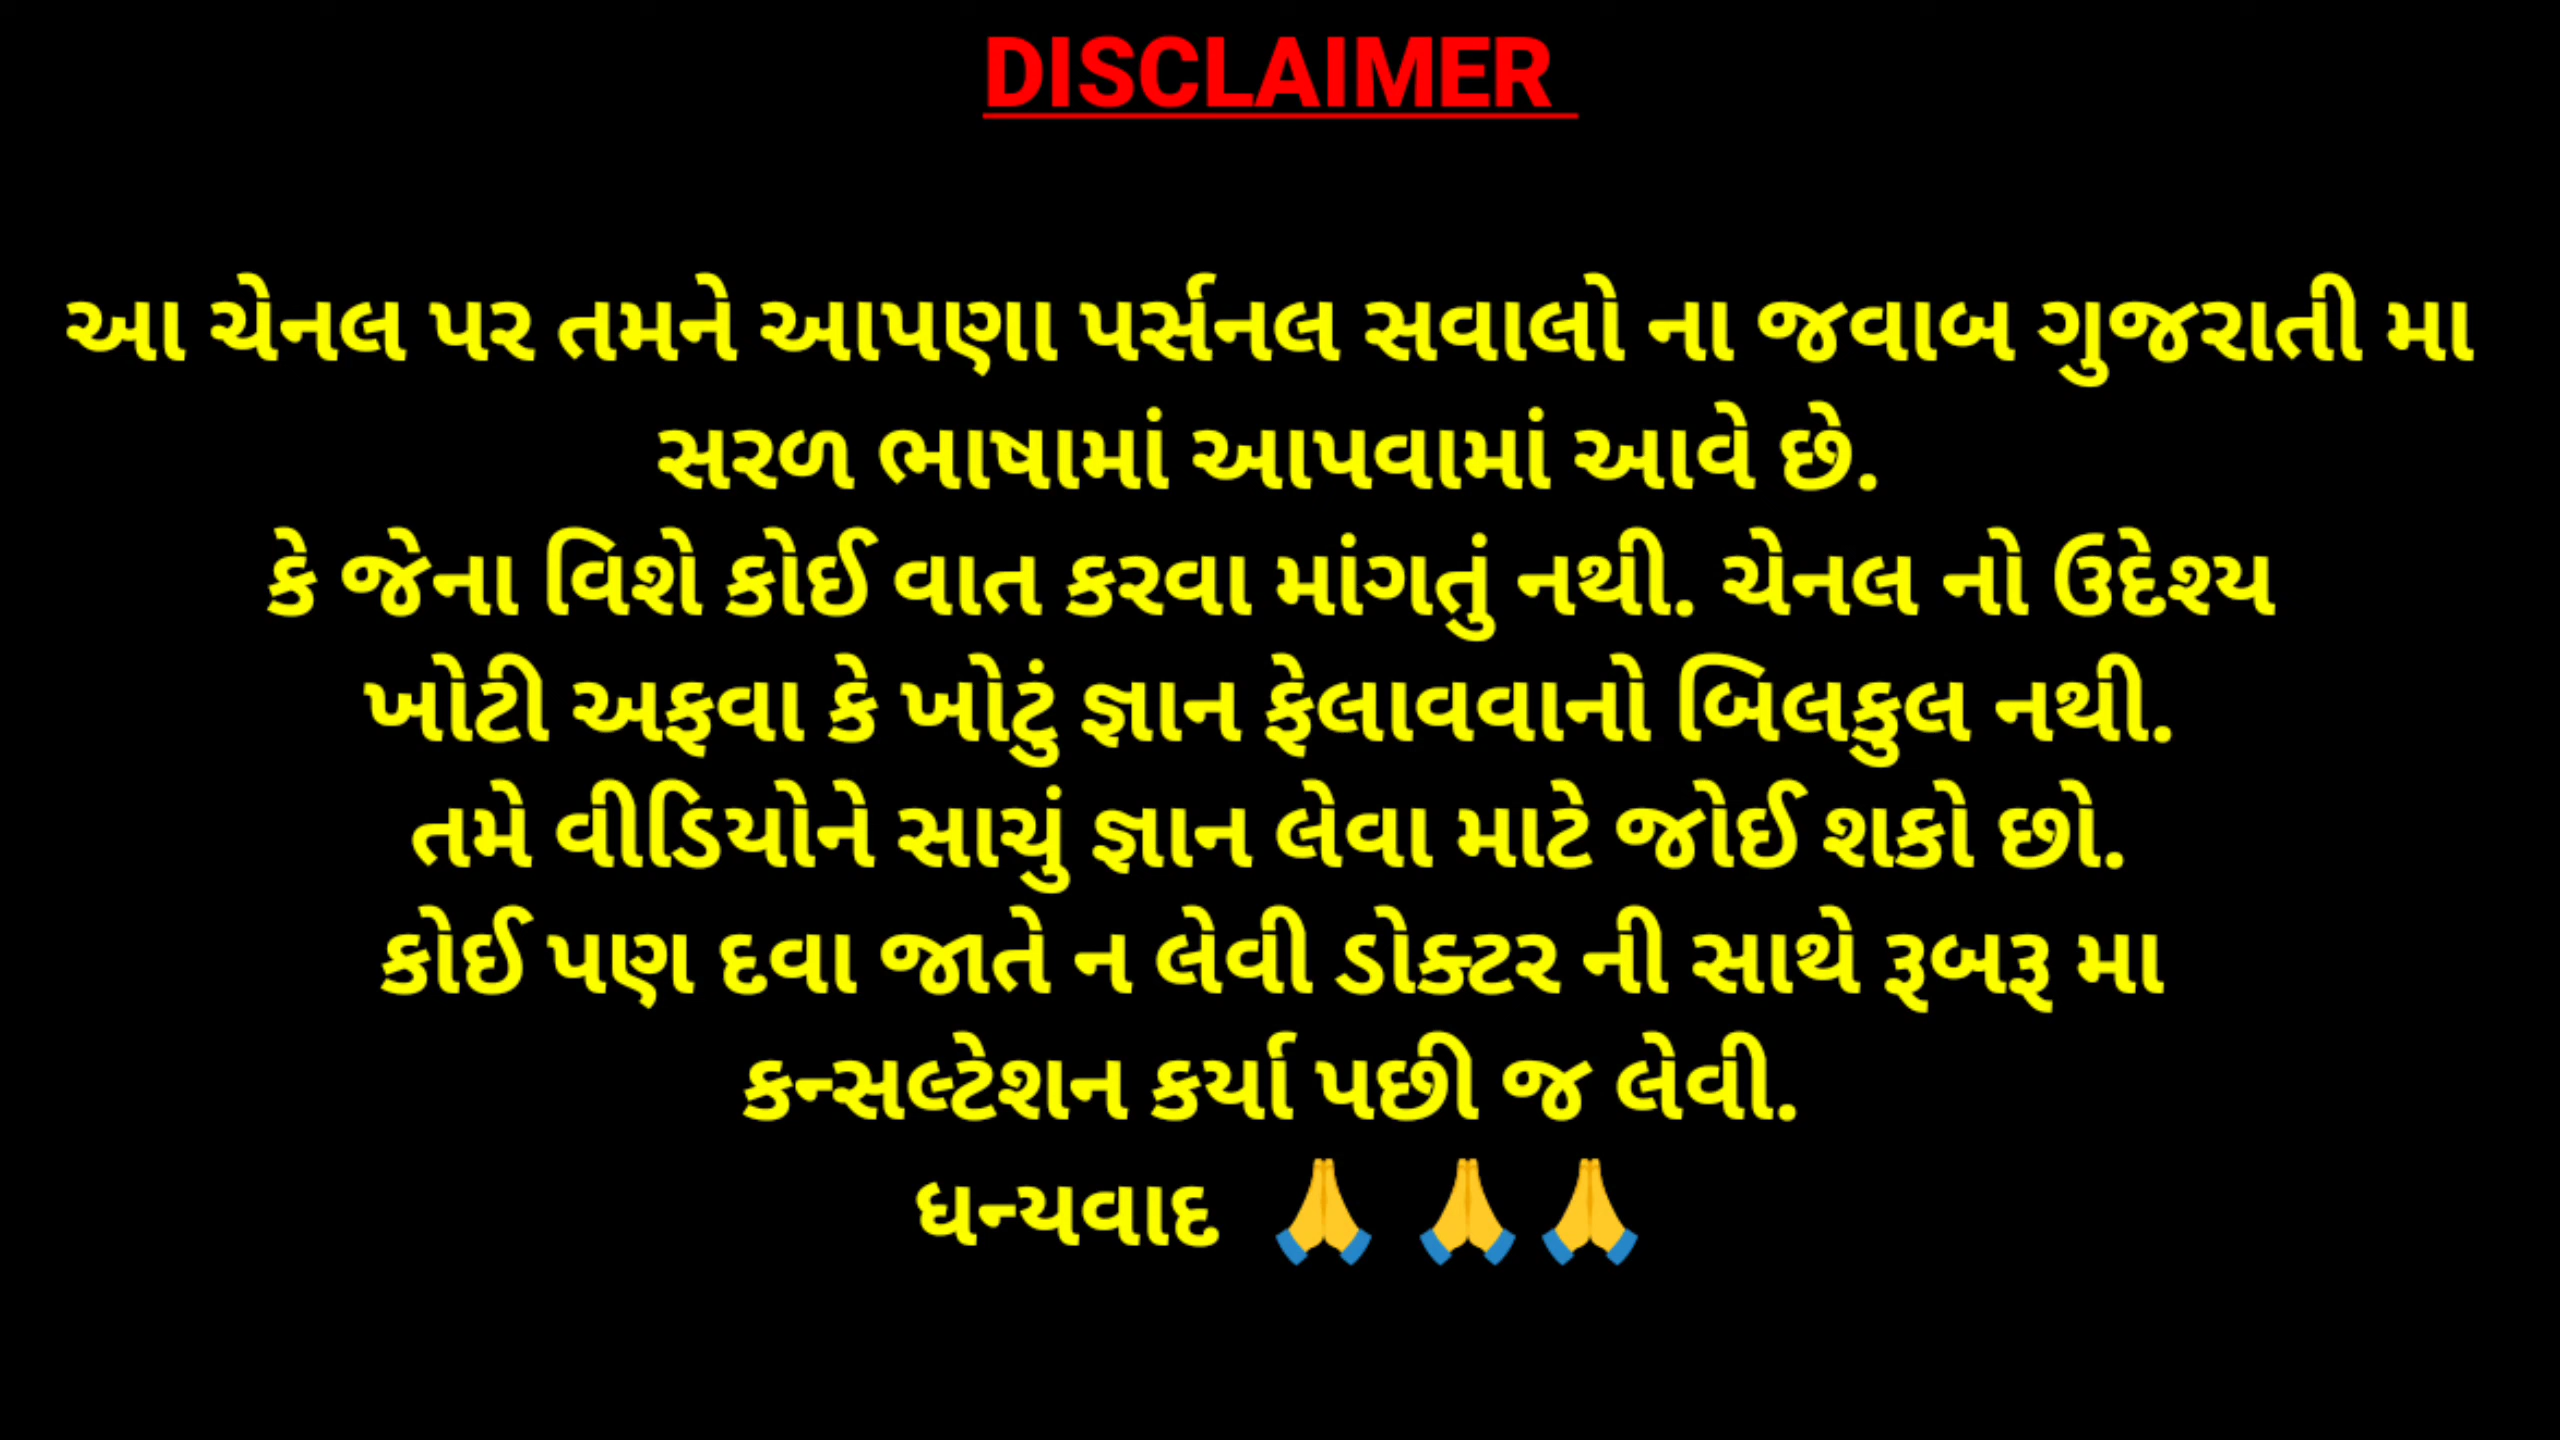 DISCLAIMER
આ ચેનલ પર તમને આપણા પર્સનલ સવાલો ના જવાબ ગુજરાતી મા
સરળ ભાષામાં આપવામાં આવે છે.
કે જેના વિશે કોઈ વાત કરવા માંગતું નથી. ચેનલ નો ઉદેશ્ય
ખોટી અફવા કે ખોટું જ્ઞાન ફેલાવવાનો બિલકુલ નથી.
તમે વીડિયોને સાચું જ્ઞાન લેવા માટે જોઈ શકો છો.
કોઈ પણ દવા જાતે ન લેવી ડોક્ટર ની સાથે રૂબરૂ મા
કન્સલ્ટેશન કર્યા પછી જ લેવી.
ધન્યવાદ 🙏 🙏🙏